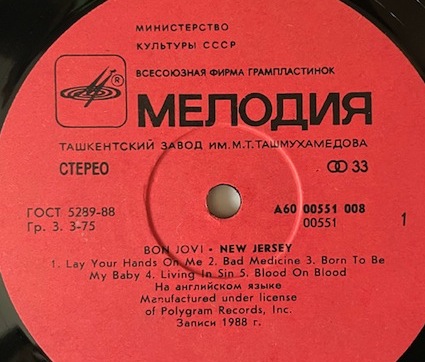 МИНИСТЕРСТВО
КУЛЬТУРЫ СССР
ВСЕСОЮЗНАЯ ФИРМА ГРАМПЛАСТИНОК
®
МЕЛОДИЯ
ТАШКЕНТСКИЙ ЗАВОД ИМ. М.Т. ТАШМУХАМЕДОВА
СТЕРЕО 33
ГОСТ 5289-88 А60 00551 008
Гр. 3. 3-75 00551 1
BON JOVI • NEW JERSEY
1. Lay Your Hands On Me 2. Bad Medicine 3. Born To Be
My Baby 4. Living In Sin 5. Blood On Blood
На английском языке
Manufactured under license
of Polygram Records, Inc.
Записи 1988 г.